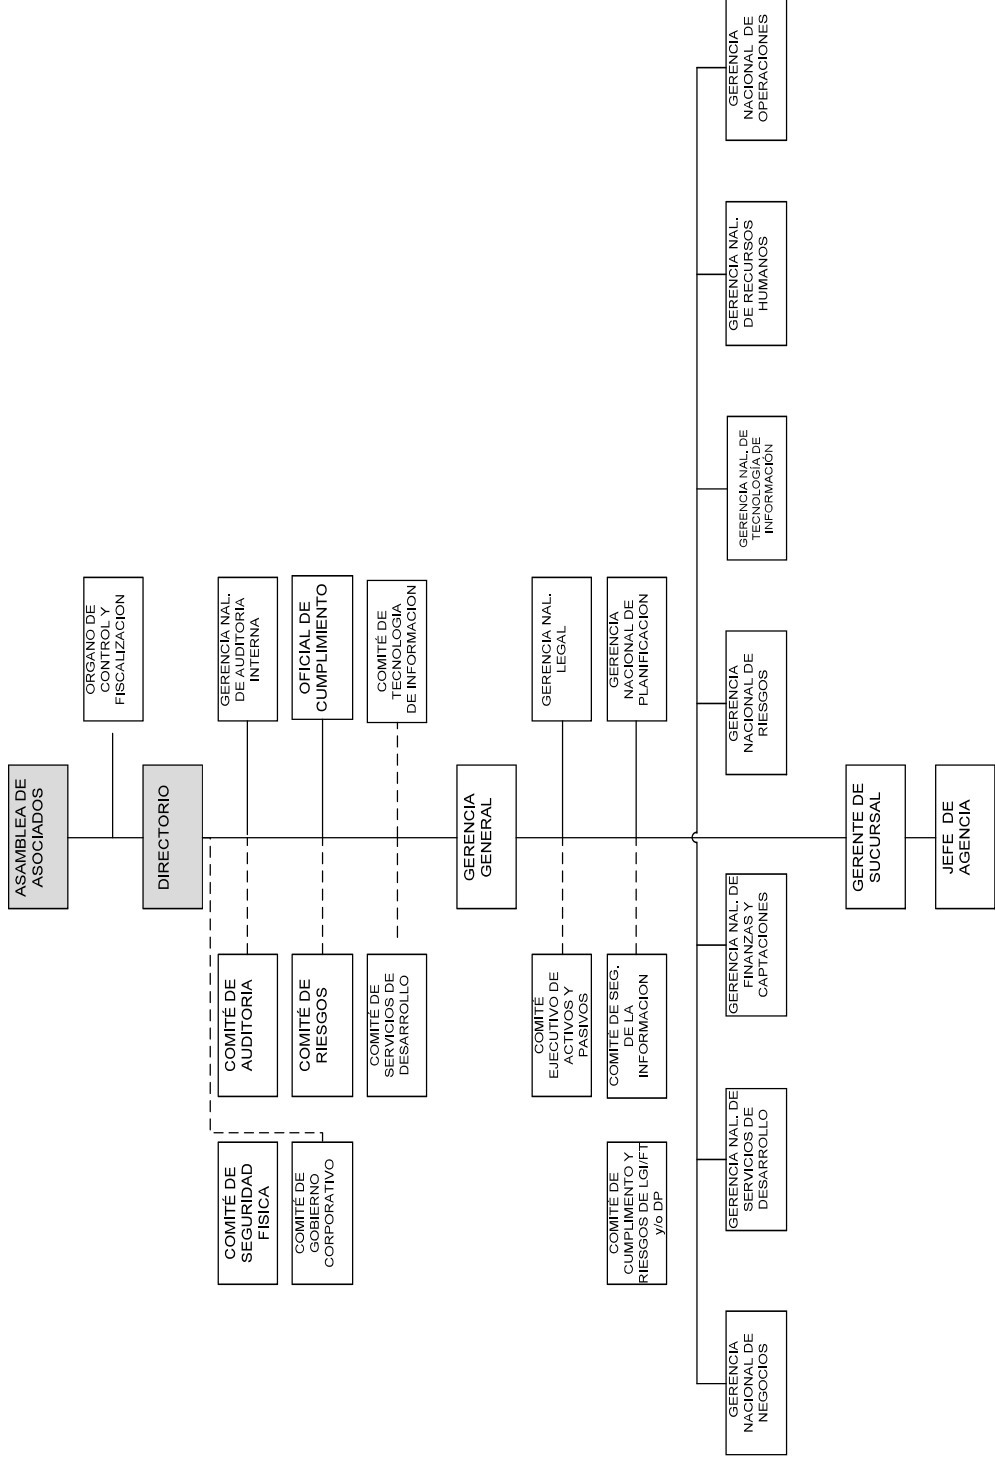 ASAMBLEA DE
ASOCIADOS
ORGANO DE
CONTROL Y
FISCALIZACION
DIRECTORIO
COMITÉ DE
SEGURIDAD
FISICA
COMITÉ DE
AUDITORIA
GERENCIA NAL.
DE AUDITORIA
INTERNA
COMITÉ DE
GOBIERNO
CORPORATIVO
COMITÉ DE
RIESGOS
OFICIAL DE
CUMPLIMIENTO
COMITÉ DE
SERVICIOS DE
DESARROLLO
COMITÉ DE
TECNOLOGIA
DE INFORMACION
GERENCIA
GENERAL
COMITÉ
EJECUTIVO DE
ACTIVOS Y
PASIVOS
GERENCIA NAL.
LEGAL
COMITÉ DE
CUMPLIMENTO Y
RIESGOS DE LGI/FT
y/o DP
COMITÉ DE SEG.
DE LA
INFORMACION
GERENCIA
NACIONAL DE
PLANIFICACION
GERENCIA
NACIONAL DE
NEGOCIOS
GERENCIA NAL. DE
SERVICIOS DE
DESARROLLO
GERENCIA NAL. DE
FINANZAS Y
CAPTACIONES
GERENCIA
NACIONAL DE
RIESGOS
GERENCIA NAL. DE
TECNOLOGÍA DE
INFORMACIÓN
GERENCIA NAL.
DE RECURSOS
HUMANOS
GERENCIA
NACIONAL DE
OPERACIONES
GERENTE DE
SUCURSAL
JEFE DE
AGENCIA